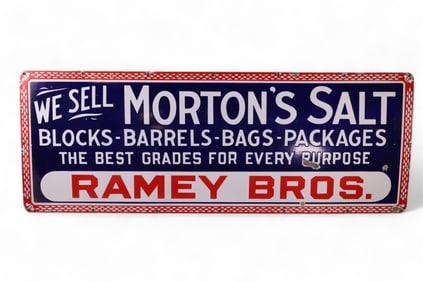 WE SELL MORTON'S SALT
BLOCKS-BARRELS-BAGS-PACKAGES
THE BEST GRADES FOR EVERY PURPOSE
RAMEY BROS.